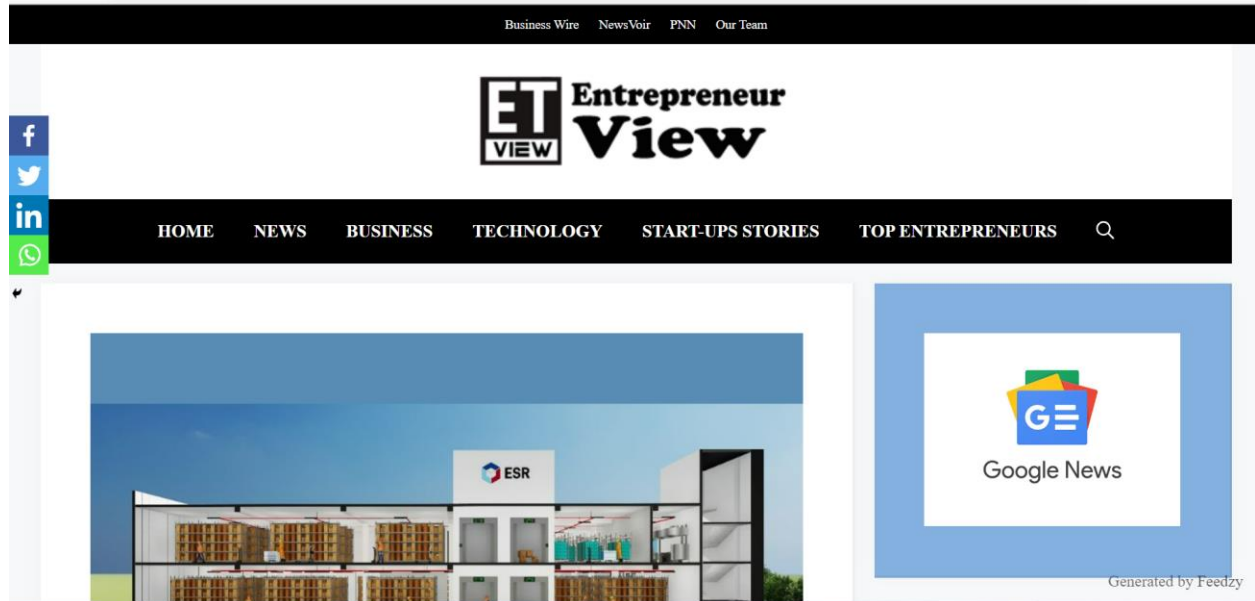 Business Wire NewsVoir PNN Our Team
ET
VIEW
Entrepreneur
View
f
in
HOME NEWS BUSINESS TECHNOLOGY START-UPS STORIES TOP ENTREPRENEURS
ESR
G
Google News
Generated by Feedzy